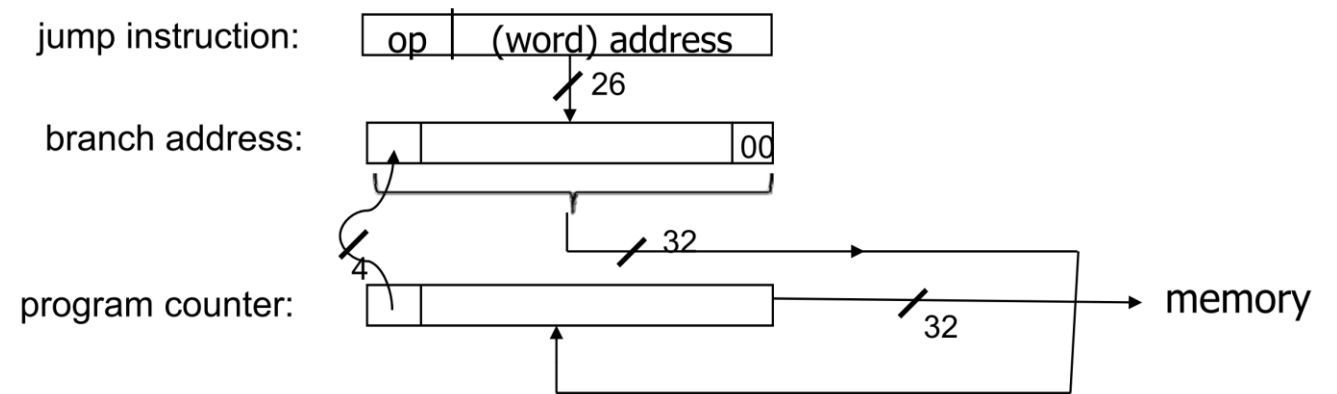 jump instruction: op (word) address
26
branch address: 00
32
4
program counter: memory
32